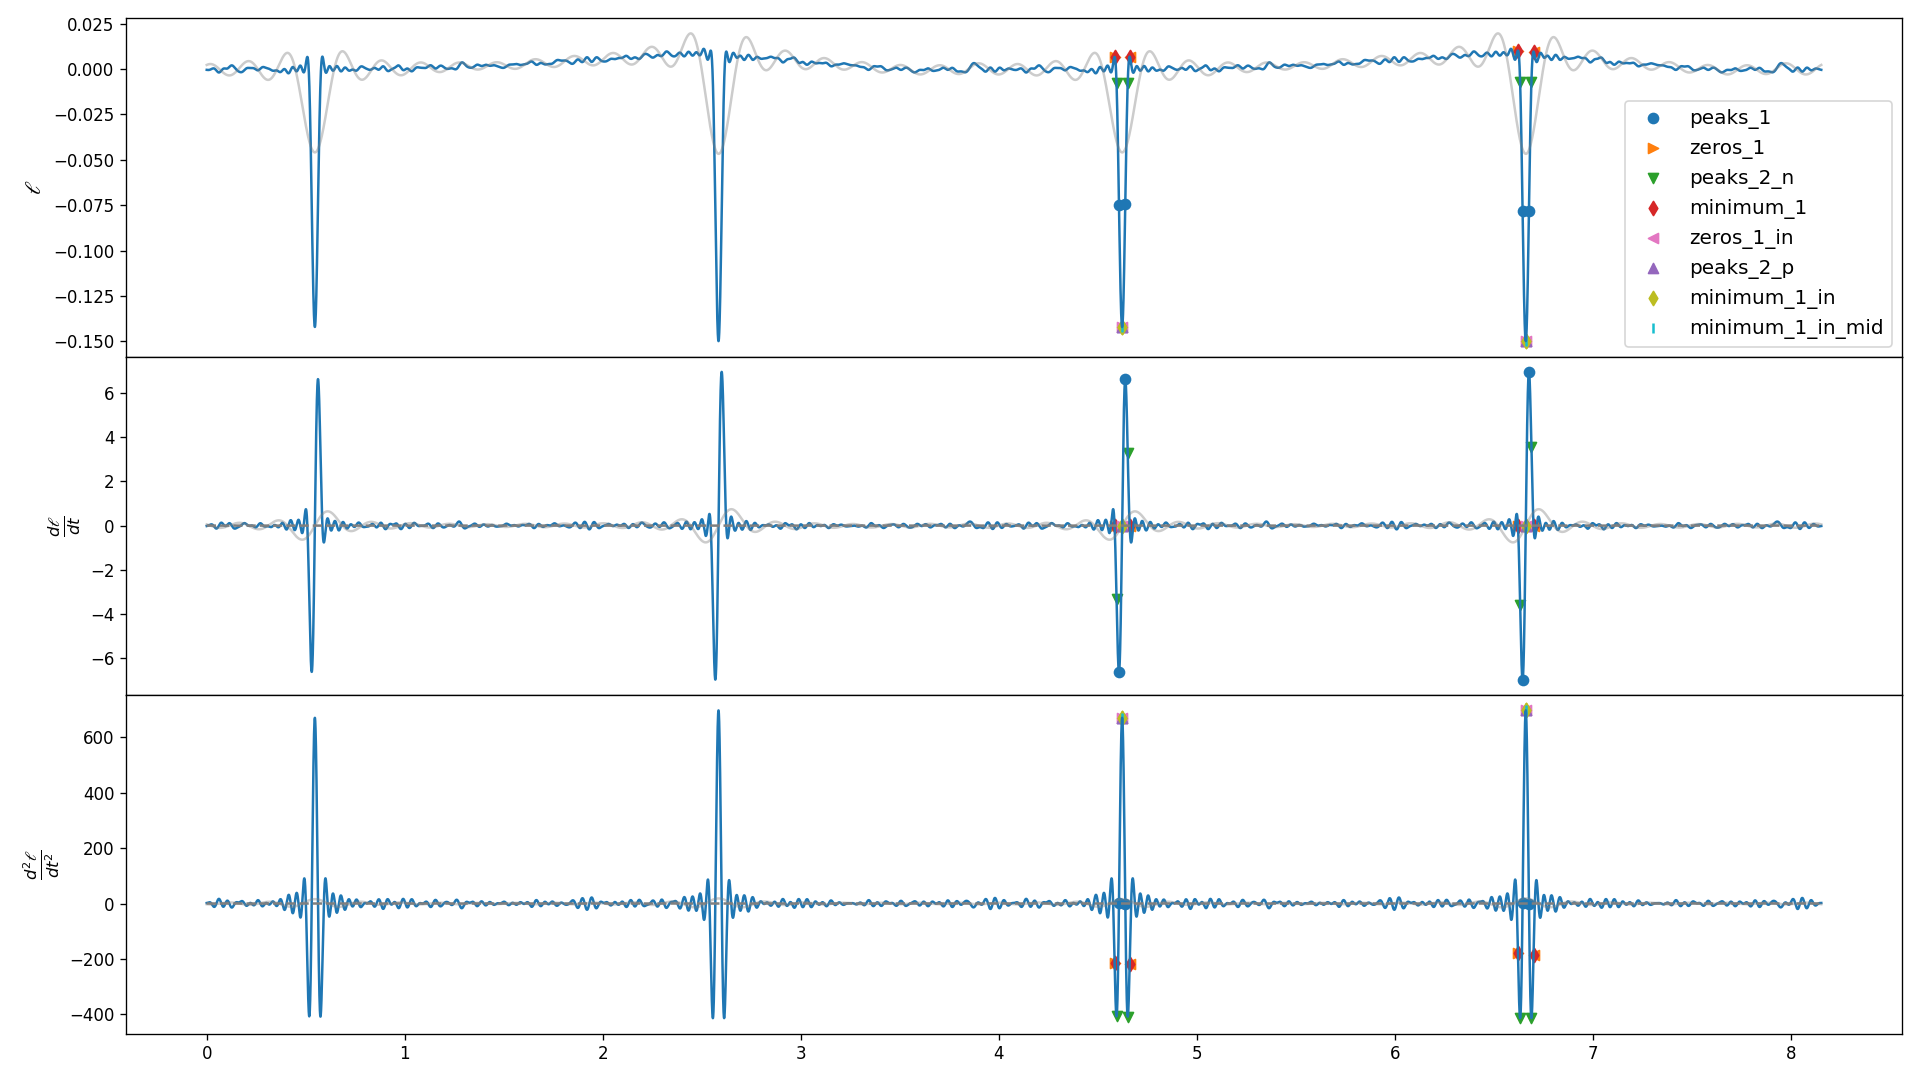 0.025
0.000
−0.025
−0.050
−0.075
−0.100
−0.125
−0.150
ℓ
peaks_1
zeros_1
peaks_2_n
minimum_1
zeros_1_in
peaks_2_p
minimum_1_in
minimum_1_in_mid
6
4
2
0
−2
−4
−6
dℓ
dt
600
400
200
0
−200
−400
d²ℓ
dt²
0 1 2 3 4 5 6 7 8